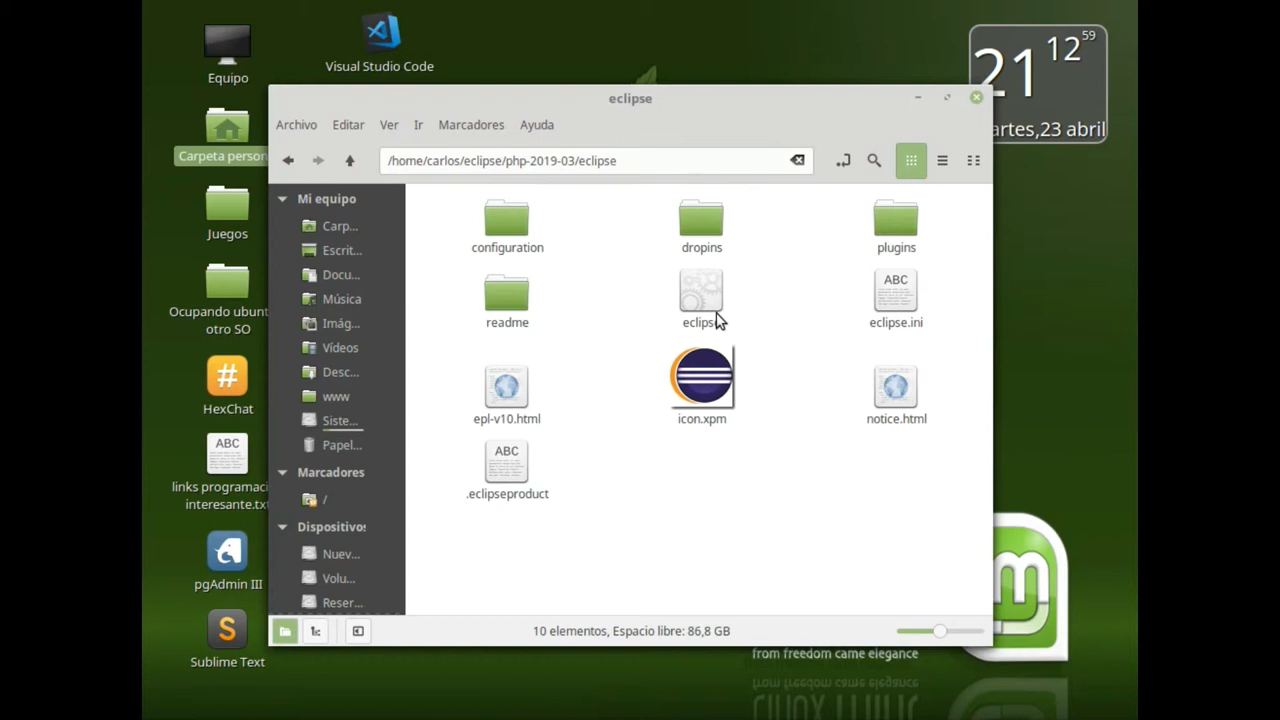 Equipo
Visual Studio Code
21 12 59
artes,23 abril
Carpeta person
Juegos
Ocupando ubunt
otro SO
#
HexChat
ABC
links programaci
interesante.txt
pgAdmin III
S
Sublime Text
eclipse
Archivo Editar Ver Ir Marcadores Ayuda
/home/carlos/eclipse/php-2019-03/eclipse
Mi equipo
Carp...
Escrit...
Docu...
Música
Imág...
Vídeos
Desc...
www
Siste...
Papel...
Marcadores
/
Dispositivos
Nuev...
Volu...
Reser...
configuration dropins plugins
ABC
readme eclipse eclipse.ini
epl-v10.html icon.xpm notice.html
ABC
.eclipseproduct
10 elementos, Espacio libre: 86,8 GB
from freedom came elegance